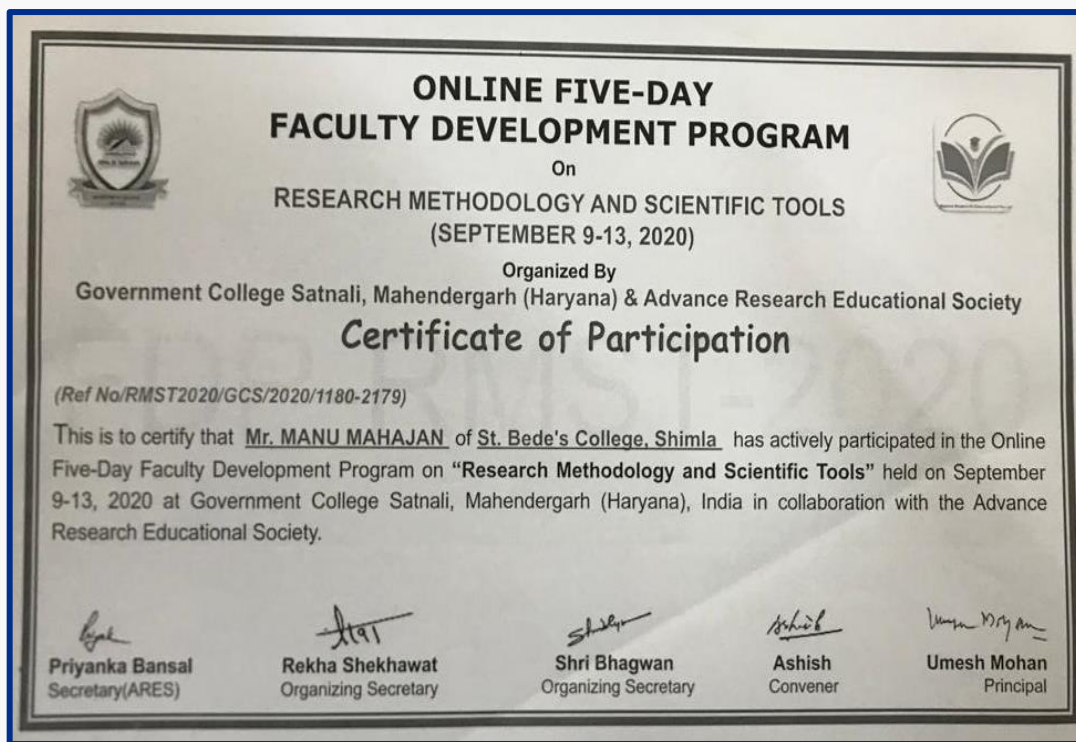 ONLINE FIVE-DAY
FACULTY DEVELOPMENT PROGRAM
On
RESEARCH METHODOLOGY AND SCIENTIFIC TOOLS
(SEPTEMBER 9-13, 2020)
Organized By
Government College Satnali, Mahendergarh (Haryana) & Advance Research Educational Society
Certificate of Participation
FDP RMST-2020
(Ref No/RMST2020/GCS/2020/1180-2179)
This is to certify that Mr. MANU MAHAJAN of St. Bede's College, Shimla has actively participated in the Online
Five-Day Faculty Development Program on “Research Methodology and Scientific Tools” held on September
9-13, 2020 at Government College Satnali, Mahendergarh (Haryana), India in collaboration with the Advance
Research Educational Society.
Priyanka Bansal
Secretary(ARES)
Rekha Shekhawat
Organizing Secretary
Shri Bhagwan
Organizing Secretary
Ashish
Ashish
Convener
Umesh Mohan
Principal